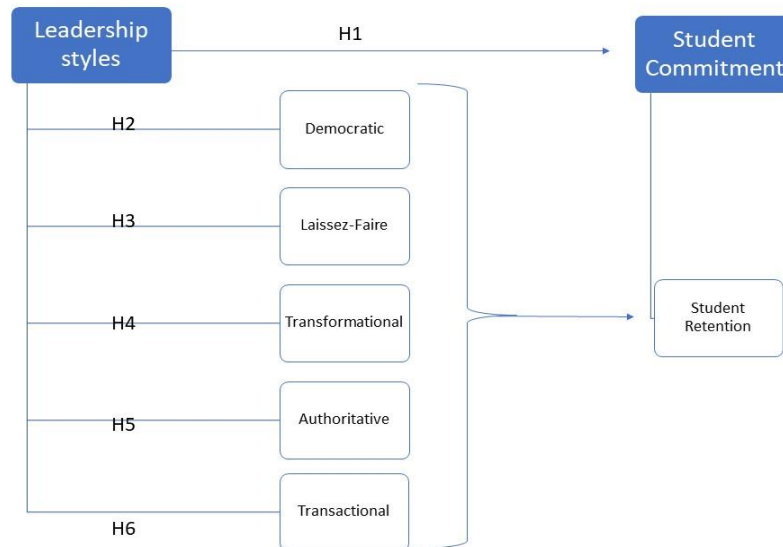 Leadership
styles
H1
Student
Commitment
H2
Democratic
H3
Laissez-Faire
H4
Transformational
Student
Retention
H5
Authoritative
Transactional
H6